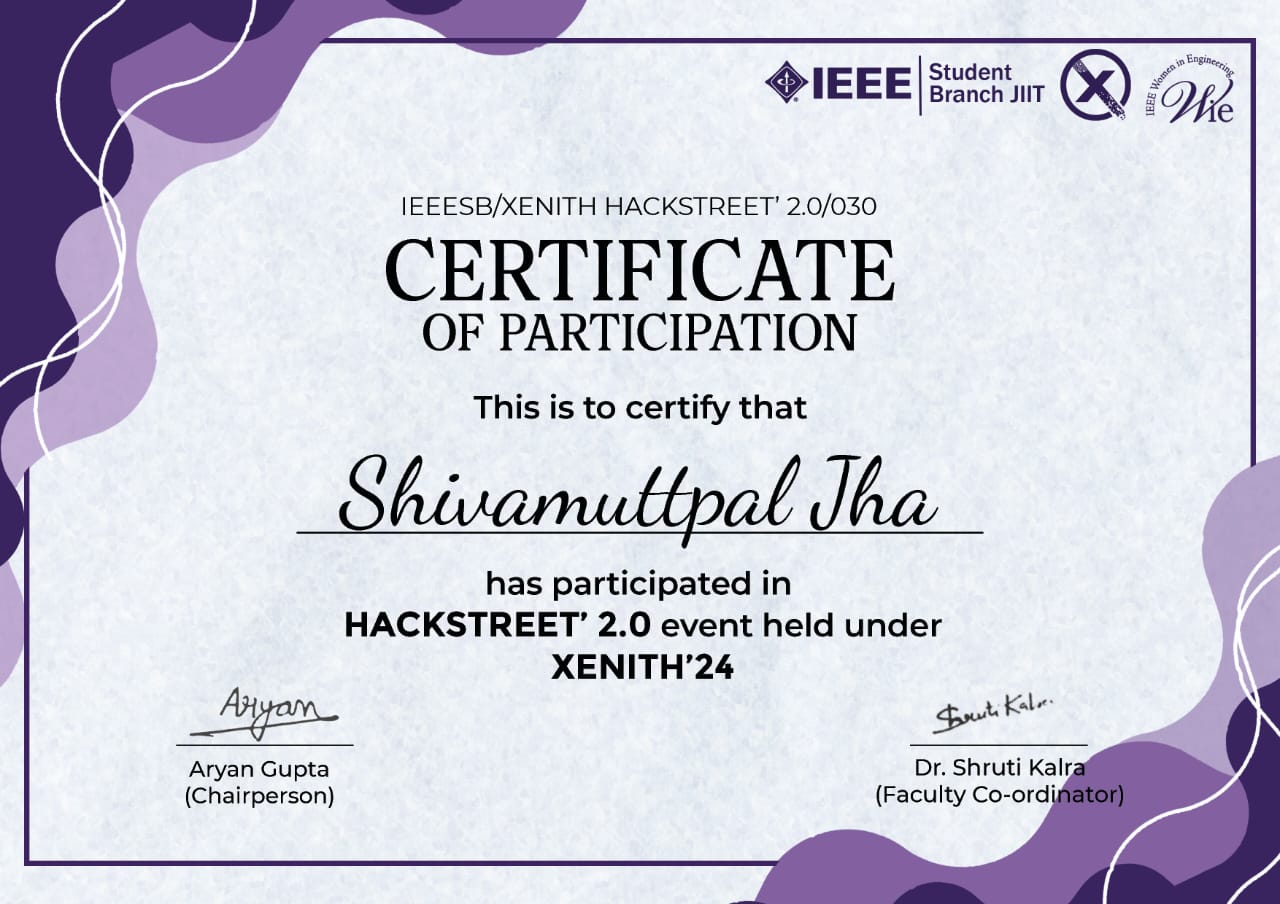 IEEE
Student
Branch JIIT
X
IEEE Women in Engineering
Wie
IEEESB/XENITH HACKSTREET’ 2.0/030
CERTIFICATE
OF PARTICIPATION
This is to certify that
Shivamuttpal Jha
has participated in
HACKSTREET’ 2.0 event held under
XENITH’24
Aryan
Shruti Kalra
Aryan Gupta
Dr. Shruti Kalra
(Chairperson)
(Faculty Co-ordinator)